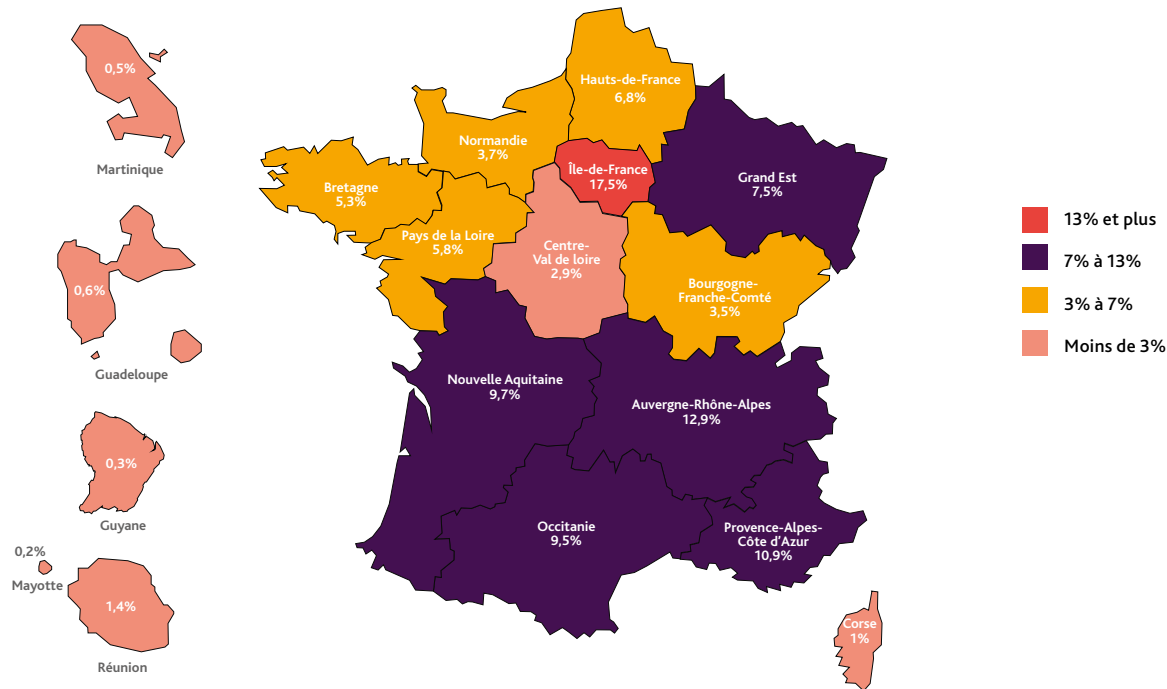 0,5%
Martinique
0,6%
Guadeloupe
0,3%
Guyane
0,2%
Mayotte
1,4%
Réunion
Hauts-de-France
6,8%
Normandie
3,7%
Île-de-France
17,5%
Grand Est
7,5%
Bretagne
5,3%
Pays de la Loire
5,8%
Centre-
Val de loire
2,9%
Bourgogne-
Franche-Comté
3,5%
Nouvelle Aquitaine
9,7%
Auvergne-Rhône-Alpes
12,9%
Occitanie
9,5%
Provence-Alpes-
Côte d'Azur
10,9%
Corse
1%
13% et plus
7% à 13%
3% à 7%
Moins de 3%